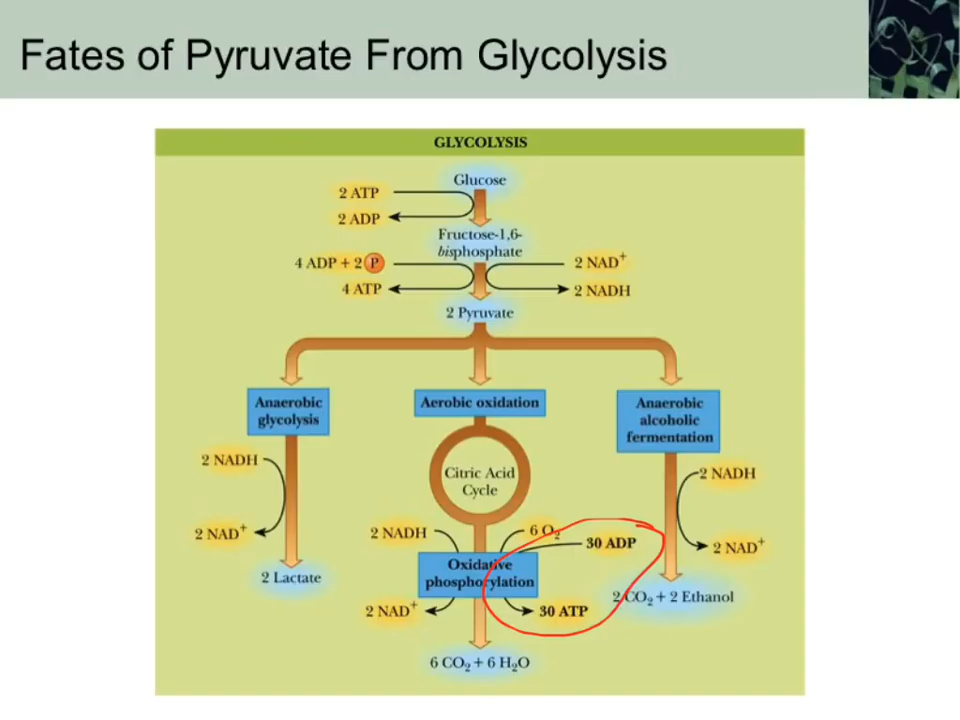 Fates of Pyruvate From Glycolysis
GLYCOLYSIS
Glucose
2 ATP
2 ADP
Fructose-1,6-
bisphosphate
4 ADP + 2 P
2 NAD⁺
4 ATP
2 NADH
2 Pyruvate
Anaerobic
glycolysis
Aerobic oxidation
Anaerobic
alcoholic
fermentation
2 NADH
2 NAD⁺
2 Lactate
Citric Acid
Cycle
2 NADH
6 O₂
30 ADP
Oxidative
phosphorylation
2 NAD⁺
30 ATP
6 CO₂ + 6 H₂O
2 NADH
2 NAD⁺
2 CO₂ + 2 Ethanol